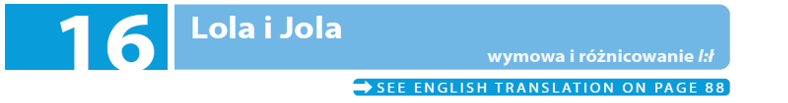 16 Lola i Jola
wymowa i różnicowanie l:ł
SEE ENGLISH TRANSLATION ON PAGE 88